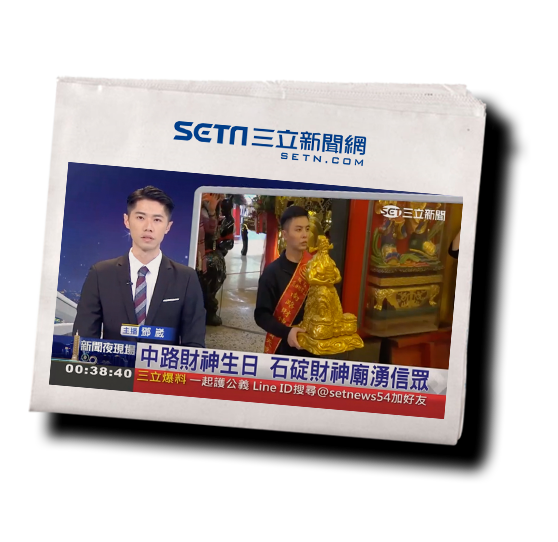 SETN三立新聞網
SETN.COM
SET三立新聞
主播 鄧崴
新聞夜現場
中路財神生日 石碇財神廟湧信眾
00:38:40
三立爆料 一起護公義 Line ID搜尋@setnews54加好友